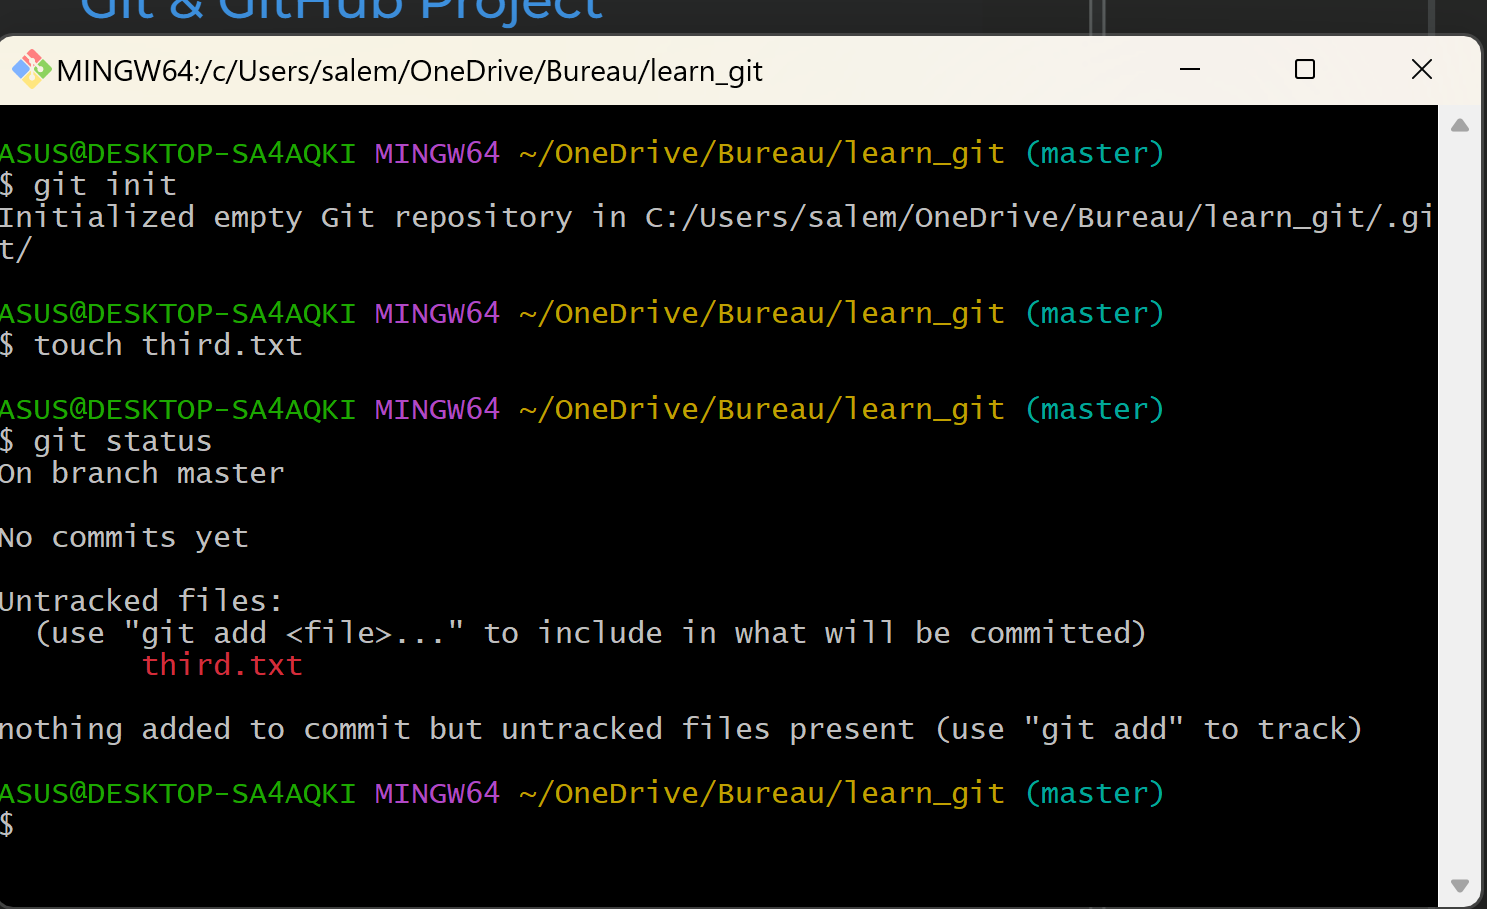 Git & GitHub Project
MINGW64:/c/Users/salem/OneDrive/Bureau/learn_git
ASUS@DESKTOP-SA4AQKI MINGW64 ~/OneDrive/Bureau/learn_git (master)
$ git init
Initialized empty Git repository in C:/Users/salem/OneDrive/Bureau/learn_git/.gi
t/
ASUS@DESKTOP-SA4AQKI MINGW64 ~/OneDrive/Bureau/learn_git (master)
$ touch third.txt
ASUS@DESKTOP-SA4AQKI MINGW64 ~/OneDrive/Bureau/learn_git (master)
$ git status
On branch master
No commits yet
Untracked files:
  (use "git add <file>..." to include in what will be committed)
        third.txt
nothing added to commit but untracked files present (use "git add" to track)
ASUS@DESKTOP-SA4AQKI MINGW64 ~/OneDrive/Bureau/learn_git (master)
$